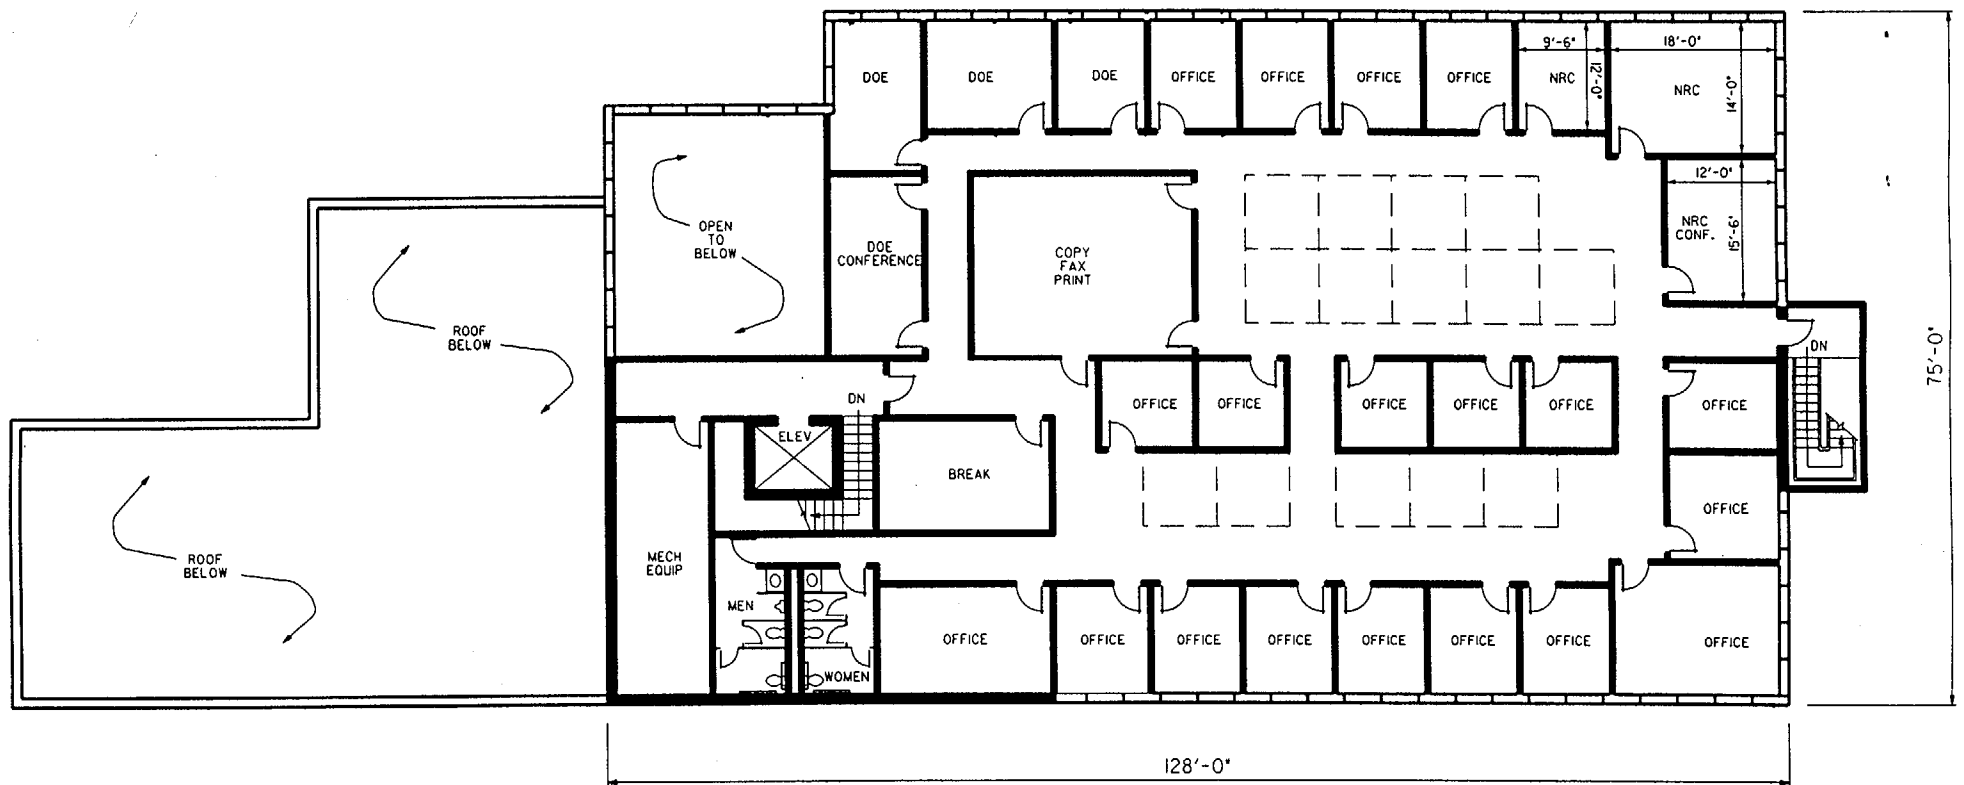 DOE
DOE
DOE
OFFICE
OFFICE
OFFICE
OFFICE
9'-6"
NRC
12'-0"
18'-0"
NRC
14'-0"
OPEN
TO
BELOW
DOE
CONFERENCE
COPY
FAX
PRINT
12'-0"
NRC
CONF.
15'-6"
ROOF
BELOW
DN
75'-0"
DN
ELEV
OFFICE
OFFICE
OFFICE
OFFICE
OFFICE
OFFICE
BREAK
OFFICE
ROOF
BELOW
MECH
EQUIP
MEN
WOMEN
OFFICE
OFFICE
OFFICE
OFFICE
OFFICE
OFFICE
OFFICE
OFFICE
128'-0"